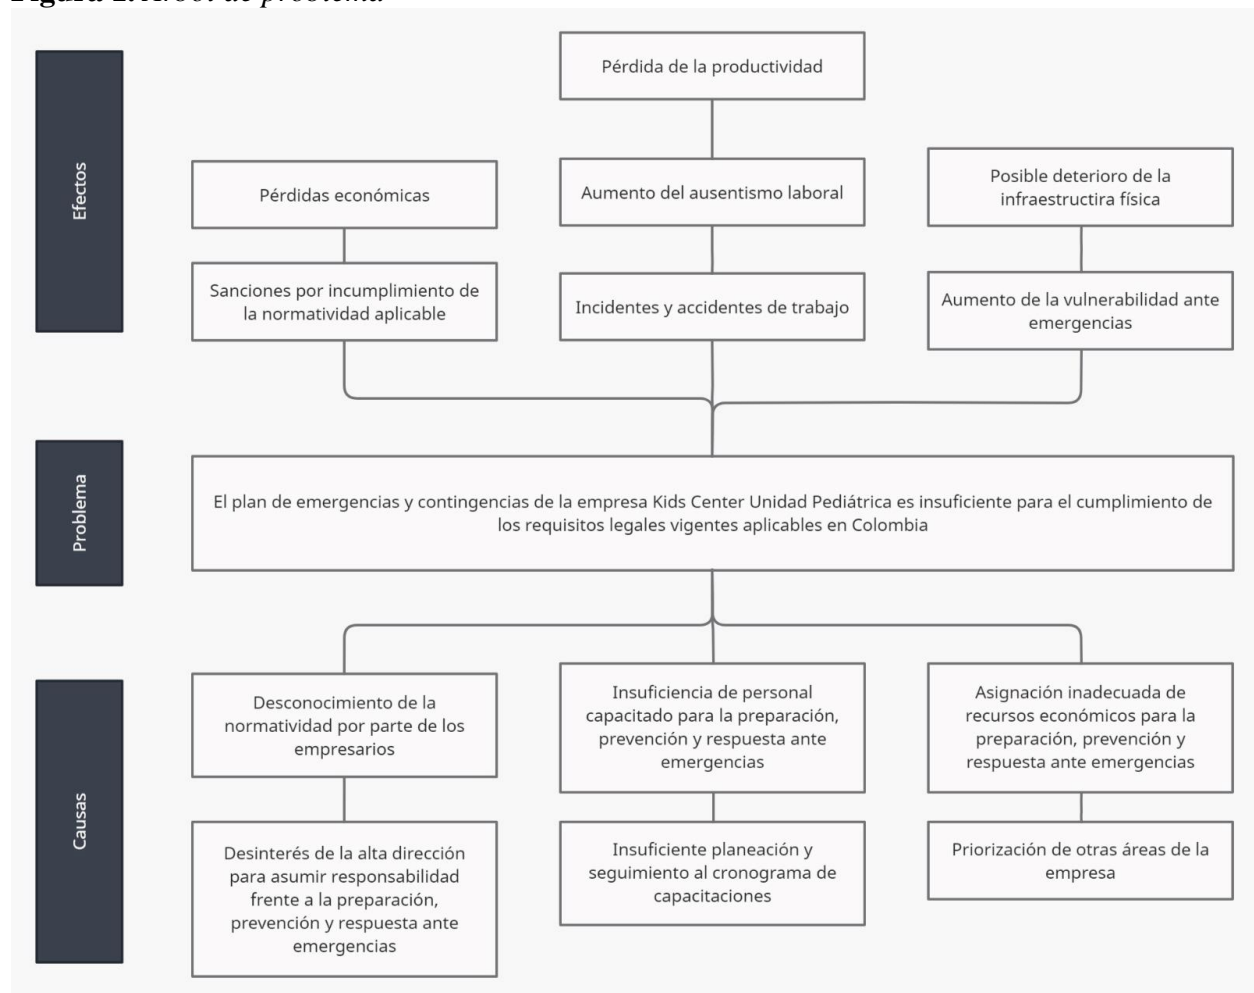 Figura 1. Árbol de problema
Pérdida de la productividad
Efectos
Pérdidas económicas
Aumento del ausentismo laboral
Posible deterioro de la
infraestructira física
Sanciones por incumplimiento de
la normatividad aplicable
Incidentes y accidentes de trabajo
Aumento de la vulnerabilidad ante
emergencias
Problema
El plan de emergencias y contingencias de la empresa Kids Center Unidad Pediátrica es insuficiente para el cumplimiento de
los requisitos legales vigentes aplicables en Colombia
Causas
Desconocimiento de la
normatividad por parte de los
empresarios
Insuficiencia de personal
capacitado para la preparación,
prevención y respuesta ante
emergencias
Asignación inadecuada de
recursos económicos para la
preparación, prevención y
respuesta ante emergencias
Desinterés de la alta dirección
para asumir responsabilidad
frente a la preparación,
prevención y respuesta ante
emergencias
Insuficiente planeación y
seguimiento al cronograma de
capacitaciones
Priorización de otras áreas de la
empresa